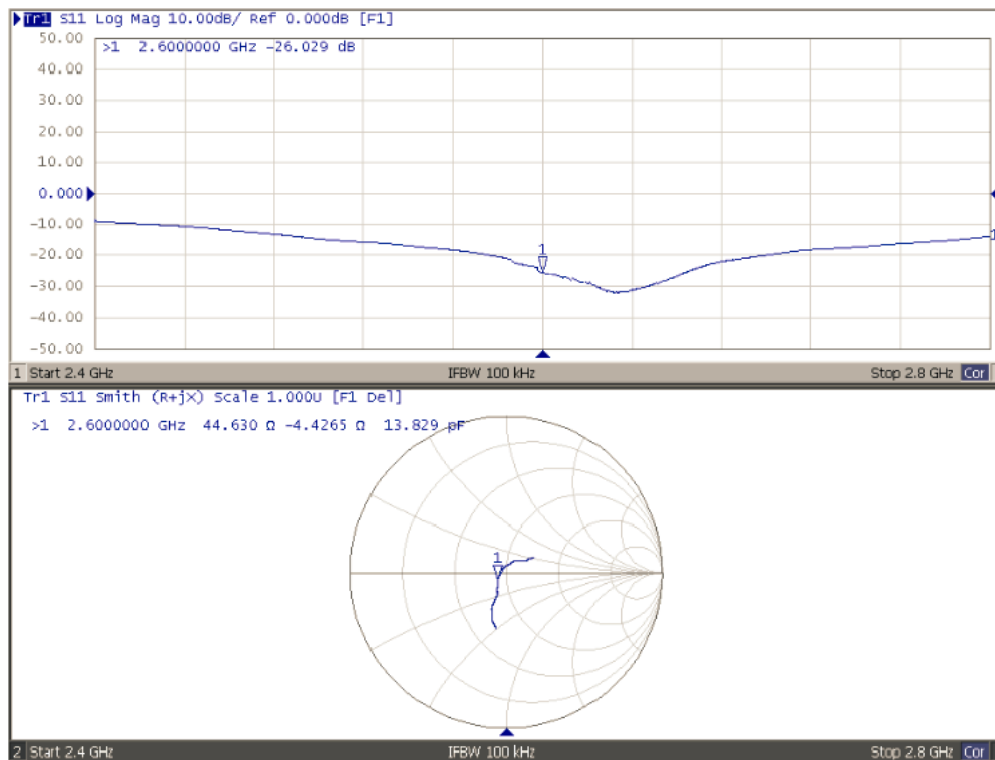 Tr1 S11 Log Mag 10.00dB/ Ref 0.000dB [F1]
50.00
>1 2.6000000 GHz -26.029 dB
40.00
30.00
20.00
10.00
0.000
-10.00
1
1
-20.00
-30.00
-40.00
-50.00
1 Start 2.4 GHz IFBW 100 kHz Stop 2.8 GHz Cor
Tr1 S11 Smith (R+jX) Scale 1.000U [F1 Del]
>1 2.6000000 GHz 44.630 Ω -4.4265 Ω 13.829 pF
1
2 Start 2.4 GHz IFBW 100 kHz Stop 2.8 GHz Cor